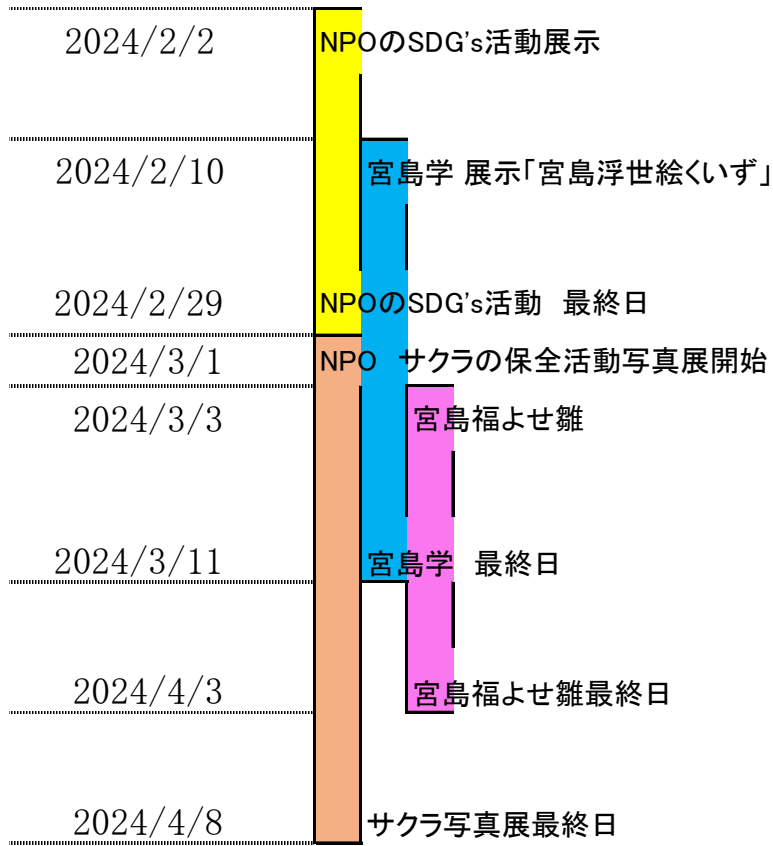 2024/2/2 NPOのSDG's活動展示
2024/2/10 宮島学 展示「宮島浮世絵くいず」
2024/2/29 NPOのSDG's活動　最終日
2024/3/1 NPO　サクラの保全活動写真展開始
2024/3/3 宮島福よせ雛
2024/3/11 宮島学　最終日
2024/4/3 宮島福よせ雛最終日
2024/4/8 サクラ写真展最終日